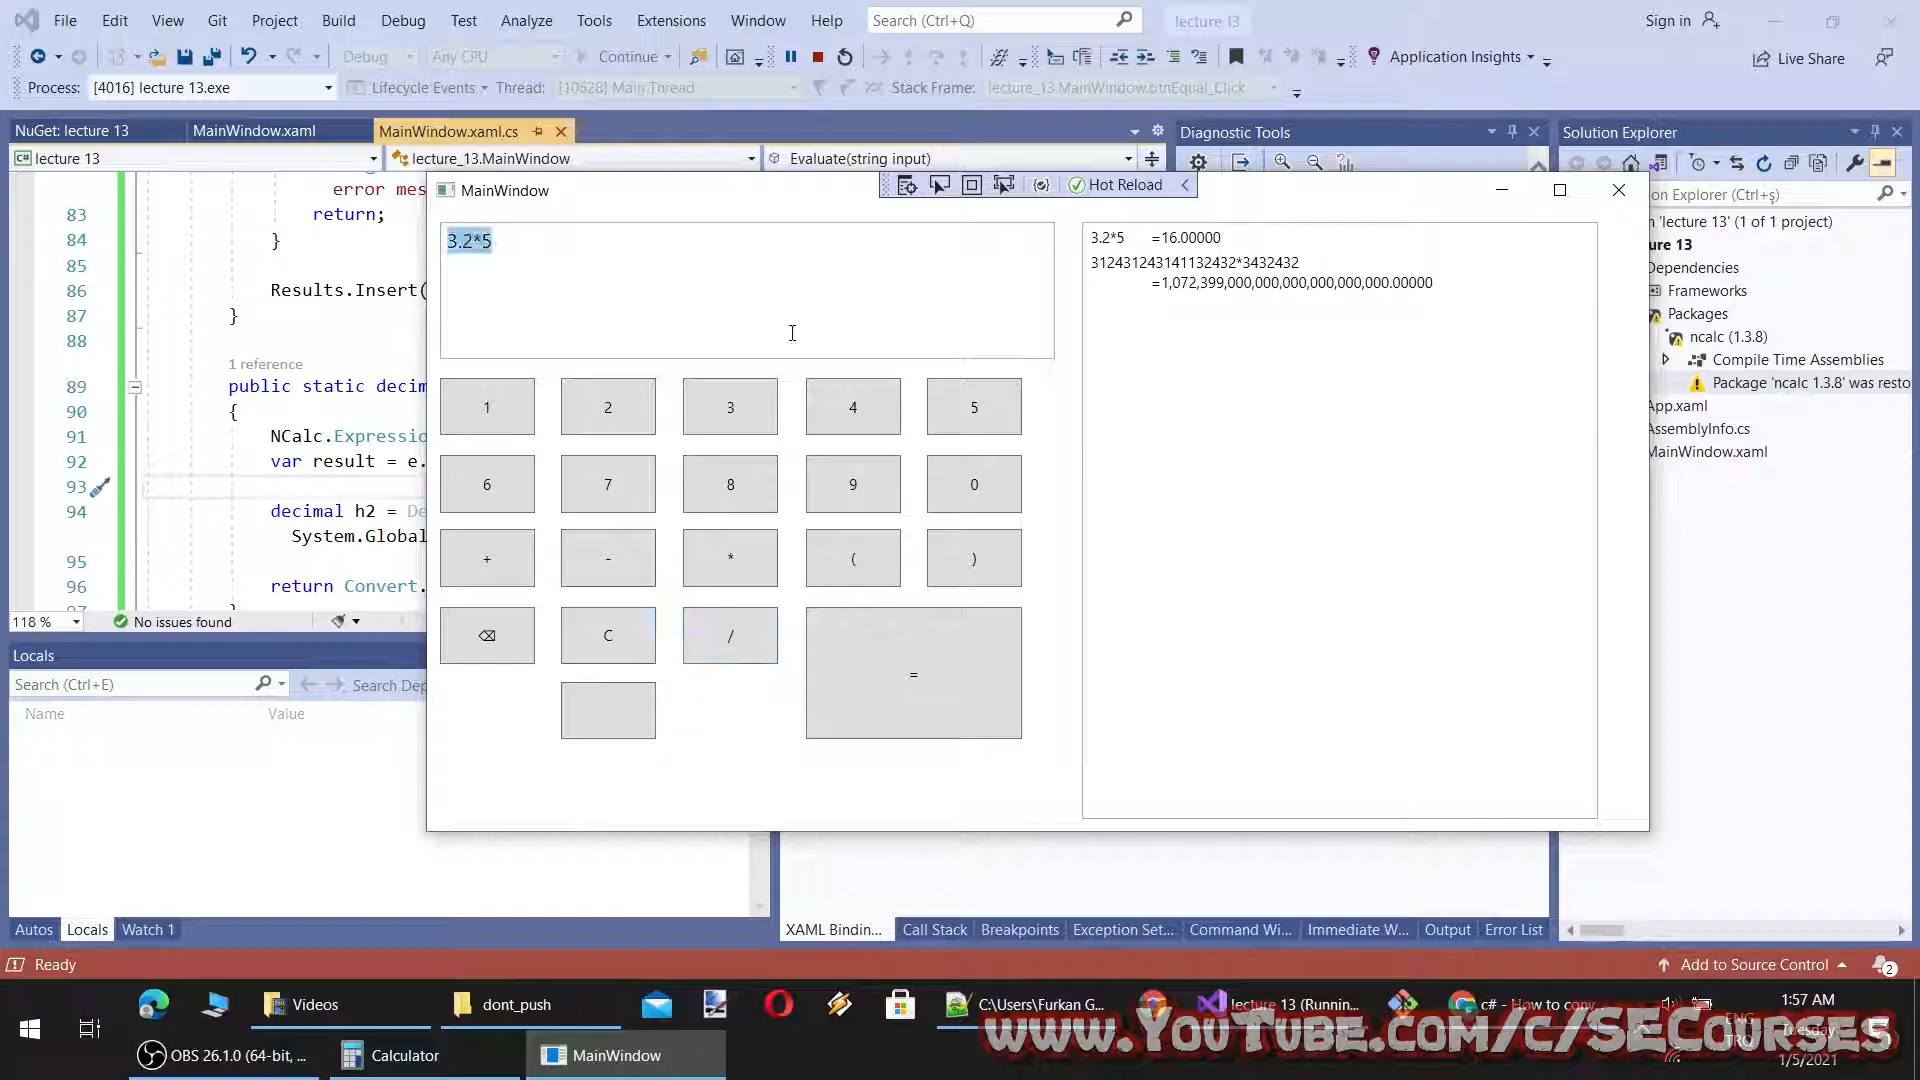 File Edit View Git Project Build Debug Test Analyze Tools Extensions Window Help Search (Ctrl+Q) lecture 13 Sign in
Debug Any CPU Continue Application Insights Live Share
Process: [4016] lecture 13.exe Lifecycle Events Thread: [10628] Main Thread Stack Frame: lecture_13.MainWindow.btnEqual_Click
NuGet: lecture 13 MainWindow.xaml MainWindow.xaml.cs Diagnostic Tools Solution Explorer
C# lecture 13 lecture_13.MainWindow Evaluate(string input)
MainWindow Hot Reload
error mes
83 return;
84 }
85
86 Results.Insert(
87 }
88
1 reference
89 public static decim
90 {
91 NCalc.Expressio
92 var result = e.
93
94 decimal h2 = De
System.Global
95
96 return Convert.
97 }
118 % No issues found
3.2*5
1 2 3 4 5
6 7 8 9 0
+ - * ( )
⌫ C / =
3.2*5 =16.00000
312431243141132432*3432432
=1,072,399,000,000,000,000,000,000.00000
on Explorer (Ctrl+ş)
n 'lecture 13' (1 of 1 project)
ure 13
Dependencies
Frameworks
Packages
ncalc (1.3.8)
Compile Time Assemblies
Package 'ncalc 1.3.8' was resto
App.xaml
AssemblyInfo.cs
MainWindow.xaml
Locals
Search (Ctrl+E) Search Dep
Name Value
Autos Locals Watch 1 XAML Bindin... Call Stack Breakpoints Exception Set... Command Wi... Immediate W... Output Error List
Ready Add to Source Control 2
Videos dont_push C:\Users\Furkan G... lecture 13 (Runnin... c# - How to copy... 1:57 AM
ENG Tuesday
TRQ
www.YouTube.com/c/SECourses
OBS 26.1.0 (64-bit, ... Calculator MainWindow 1/5/2021